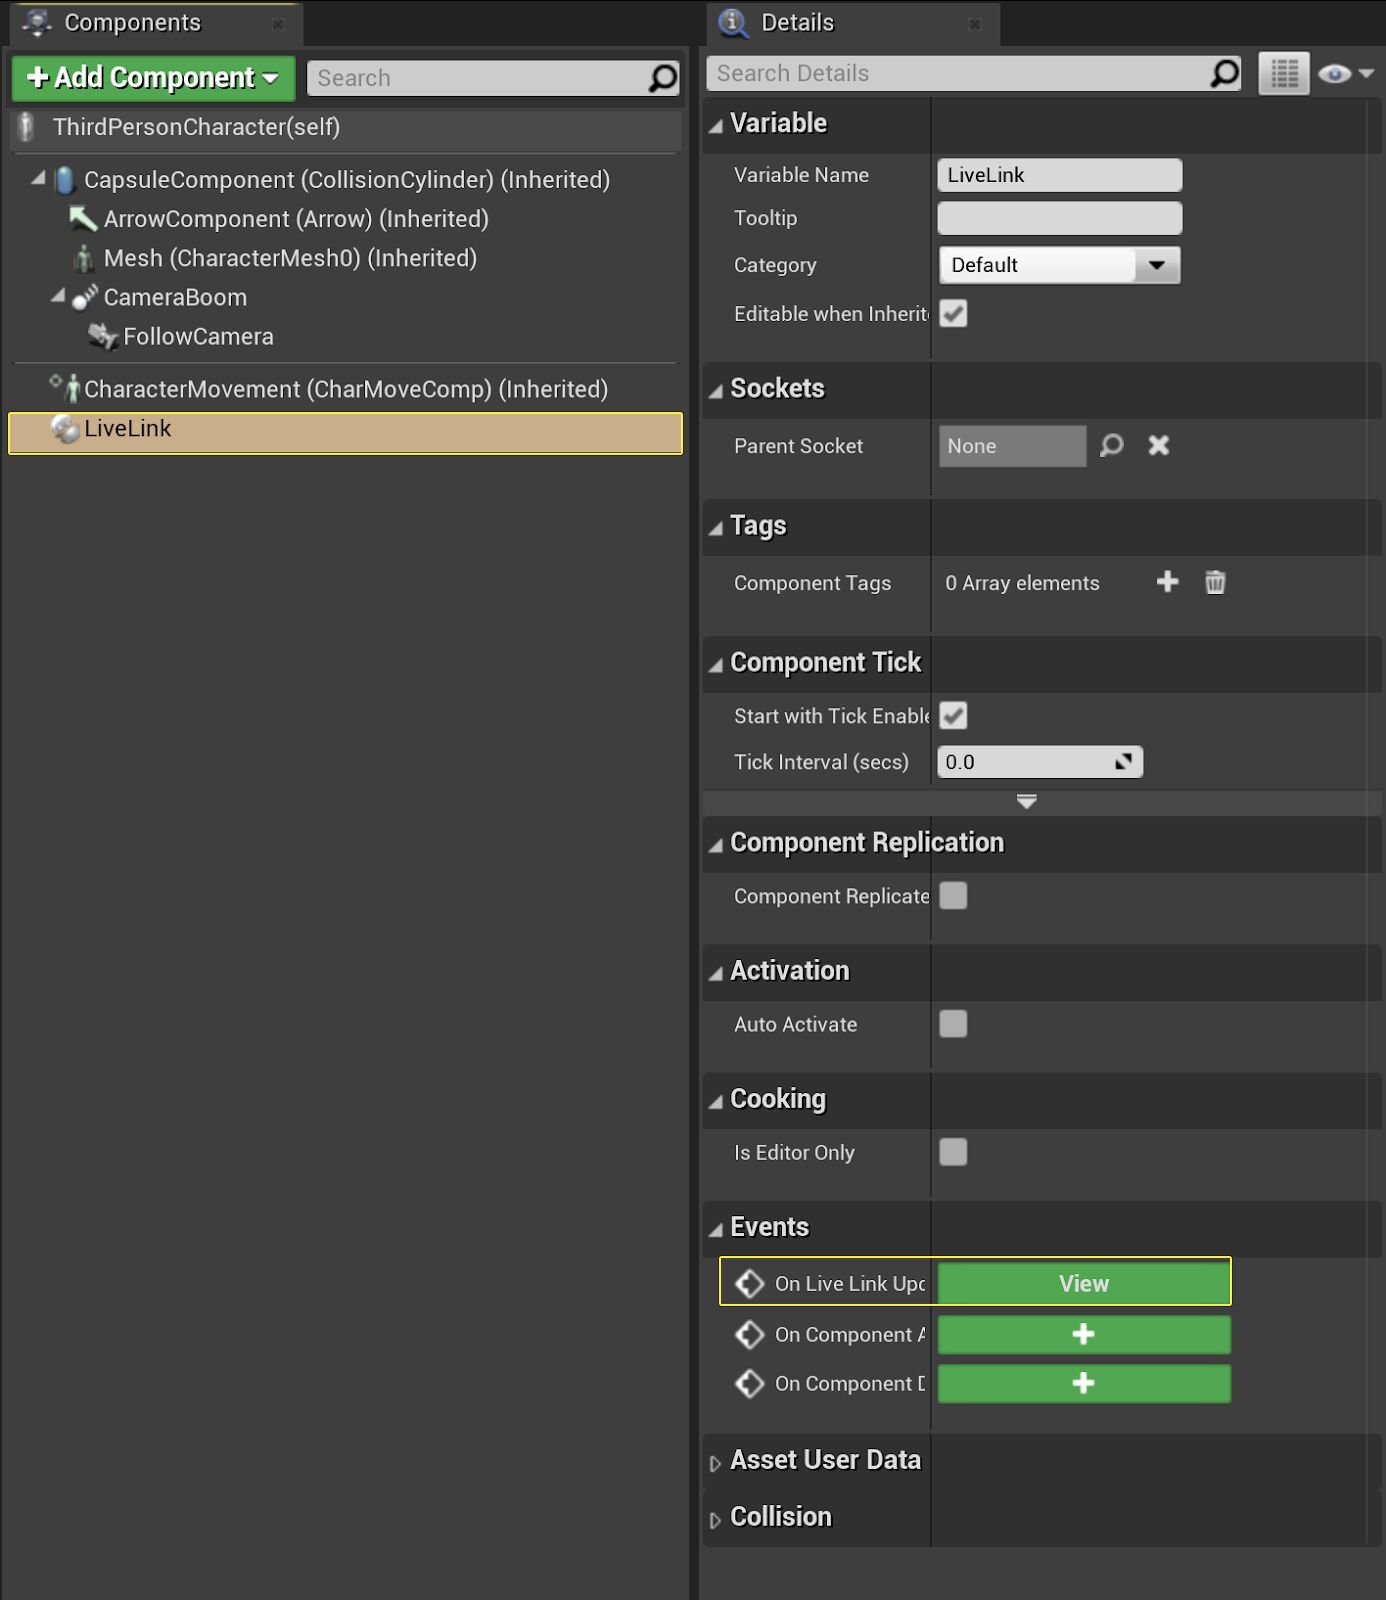 Components
Add Component
Search
ThirdPersonCharacter(self)
CapsuleComponent (CollisionCylinder) (Inherited)
ArrowComponent (Arrow) (Inherited)
Mesh (CharacterMesh0) (Inherited)
CameraBoom
FollowCamera
CharacterMovement (CharMoveComp) (Inherited)
LiveLink
Details
Search Details
Variable
Variable Name LiveLink
Tooltip
Category Default
Editable when Inherit
Sockets
Parent Socket None
Tags
Component Tags 0 Array elements
Component Tick
Start with Tick Enable
Tick Interval (secs) 0.0
Component Replication
Component Replicate
Activation
Auto Activate
Cooking
Is Editor Only
Events
On Live Link Upd View
On Component A
On Component D
Asset User Data
Collision